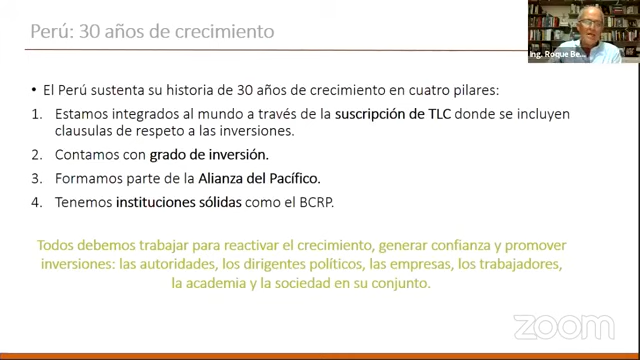 Perú: 30 años de crecimiento
Ing. Roque Be...
• El Perú sustenta su historia de 30 años de crecimiento en cuatro pilares:
1. Estamos integrados al mundo a través de la suscripción de TLC donde se incluyen
clausulas de respeto a las inversiones.
2. Contamos con grado de inversión.
3. Formamos parte de la Alianza del Pacífico.
4. Tenemos instituciones sólidas como el BCRP.
Todos debemos trabajar para reactivar el crecimiento, generar confianza y promover
inversiones: las autoridades, los dirigentes políticos, las empresas, los trabajadores,
la academia y la sociedad en su conjunto.
zoom